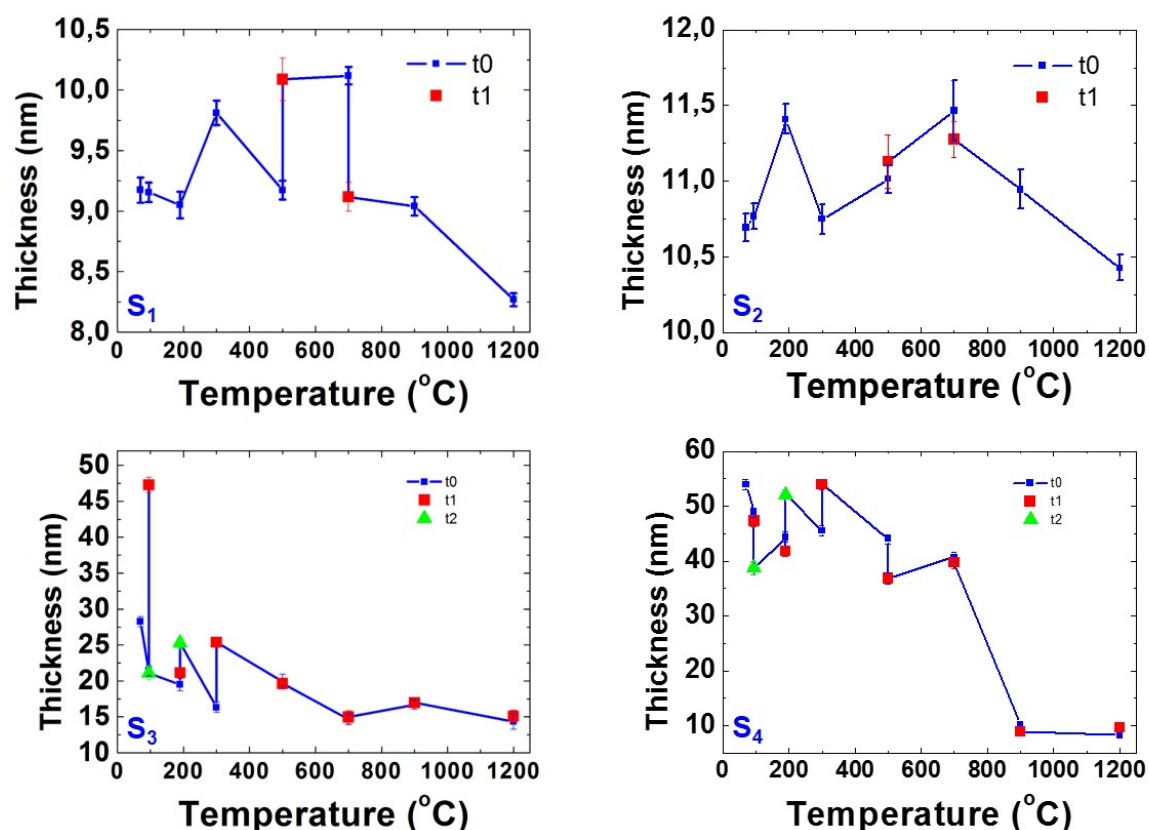 10,5
10,0
9,5
9,0
8,5
8,0
Thickness (nm)
t0
t1
S1
0 200 400 600 800 1000 1200
Temperature (°C)
12,0
11,5
11,0
10,5
10,0
Thickness (nm)
t0
t1
S2
0 200 400 600 800 1000 1200
Temperature (°C)
50
45
40
35
30
25
20
15
10
Thickness (nm)
t0
t1
t2
S3
0 200 400 600 800 1000 1200
Temperature (°C)
60
50
40
30
20
10
Thickness (nm)
t0
t1
t2
S4
0 200 400 600 800 1000 1200
Temperature (°C)